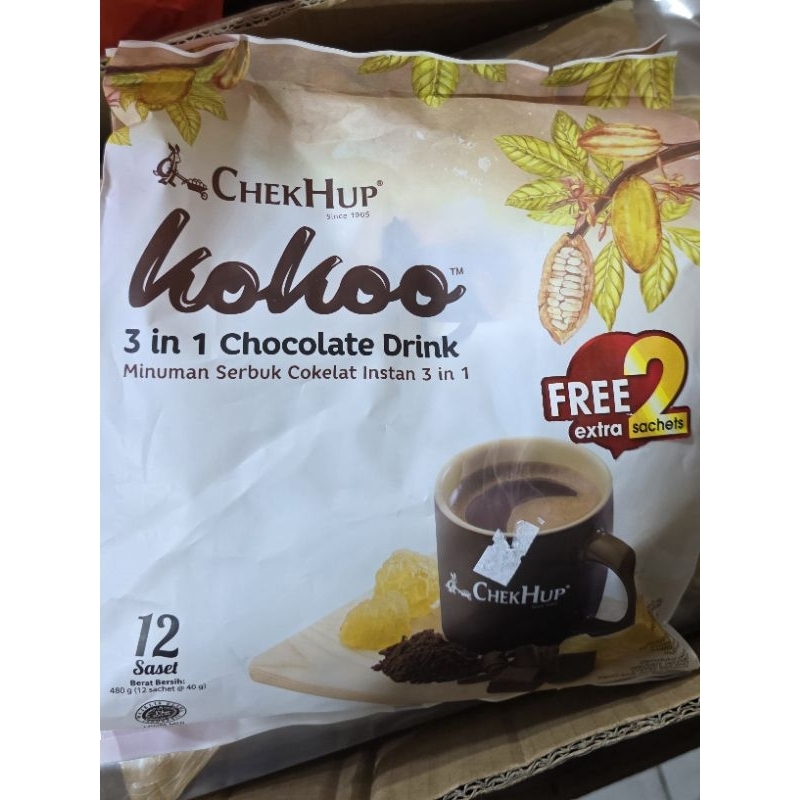 CHEKHUP®
Since 1905
kokoo™
3 in 1 Chocolate Drink
Minuman Serbuk Cokelat Instan 3 in 1
FREE 2
extra sachets
CHEKHUP®
12
Saset
Berat Bersih:
480 g (12 sachet @ 40 g)